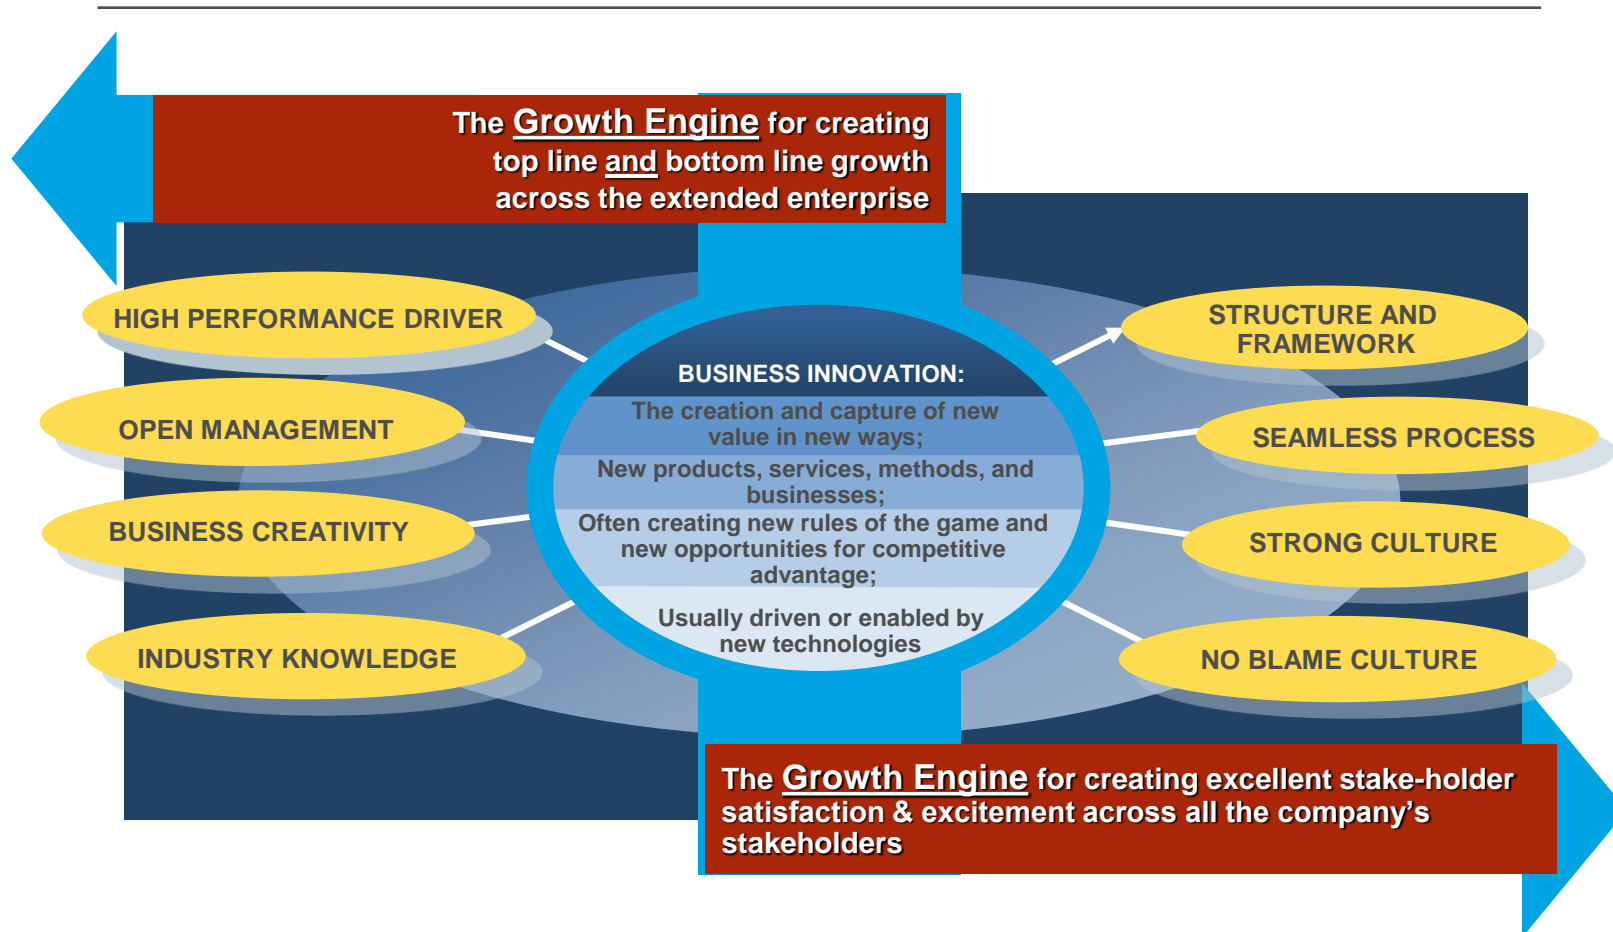 The Growth Engine for creating
top line and bottom line growth
across the extended enterprise
HIGH PERFORMANCE DRIVER
OPEN MANAGEMENT
BUSINESS CREATIVITY
INDUSTRY KNOWLEDGE
BUSINESS INNOVATION:
The creation and capture of new
value in new ways;
New products, services, methods, and
businesses;
Often creating new rules of the game and
new opportunities for competitive
advantage;
Usually driven or enabled by
new technologies
STRUCTURE AND
FRAMEWORK
SEAMLESS PROCESS
STRONG CULTURE
NO BLAME CULTURE
The Growth Engine for creating excellent stake-holder
satisfaction & excitement across all the company’s
stakeholders